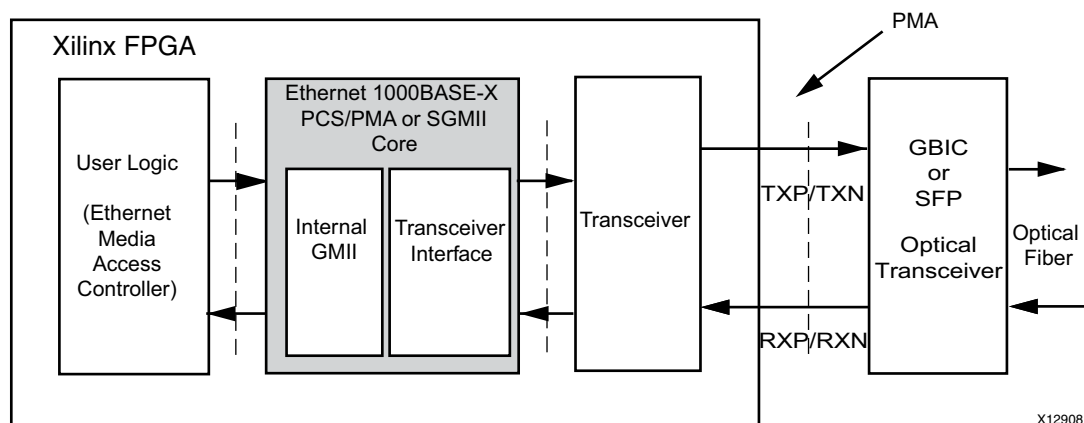 PMA
Xilinx FPGA
User Logic
(Ethernet
Media
Access
Controller)
Ethernet 1000BASE-X
PCS/PMA or SGMII
Core
Internal
GMII
Transceiver
Interface
Transceiver
TXP/TXN
RXP/RXN
GBIC
or
SFP
Optical
Transceiver
Optical
Fiber
X12908